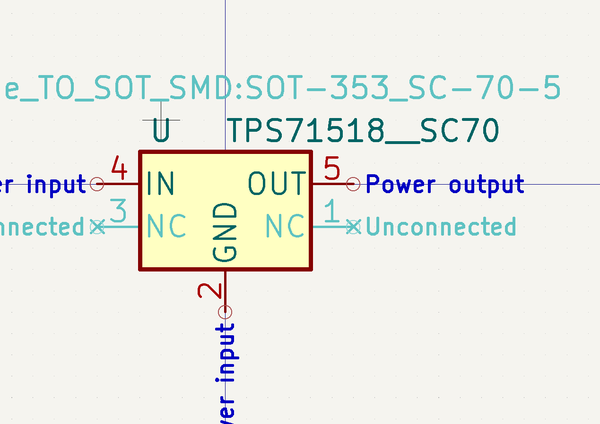 e_TO_SOT_SMD:SOT-353_SC-70-5
U TPS71518__SC70
er input 4 IN OUT 5 Power output
nnected 3 NC NC 1 Unconnected
GND
2
ver input